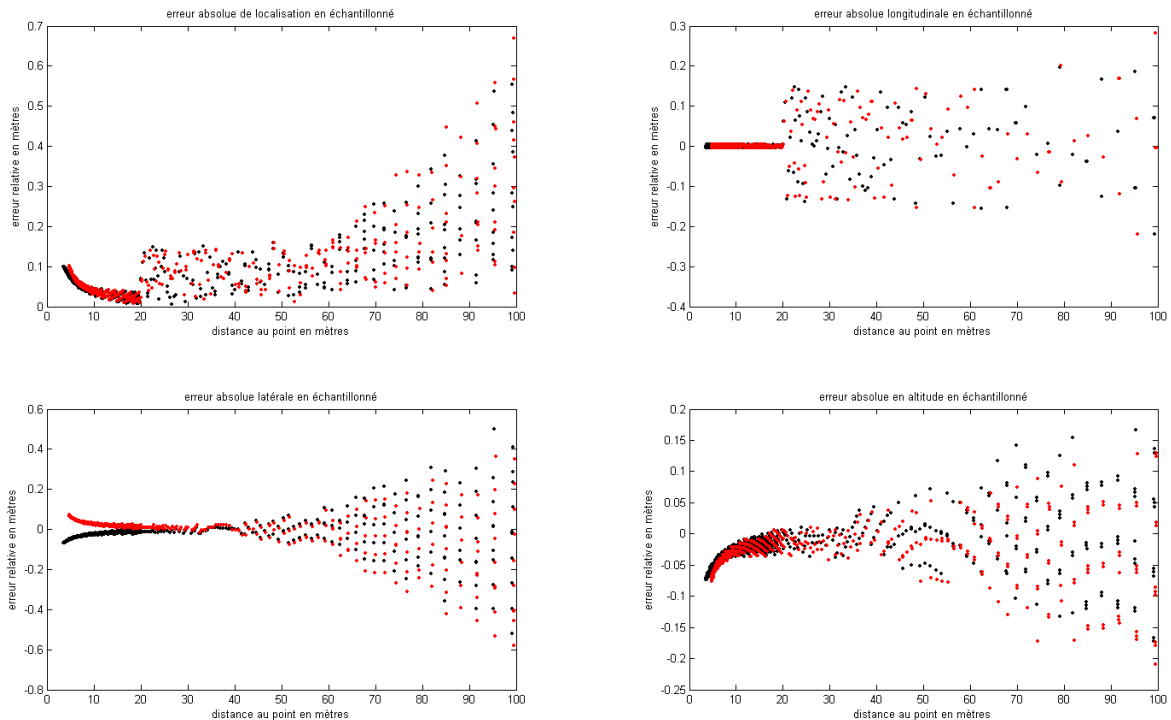 erreur absolue de localisation en échantillonné
erreur relative en mètres
0.7
0.6
0.5
0.4
0.3
0.2
0.1
0
0 10 20 30 40 50 60 70 80 90 100
distance au point en mètres
erreur absolue longitudinale en échantillonné
erreur relative en mètres
0.3
0.2
0.1
0
-0.1
-0.2
-0.3
-0.4
0 10 20 30 40 50 60 70 80 90 100
distance au point en mètres
erreur absolue latérale en échantillonné
erreur relative en mètres
0.6
0.4
0.2
0
-0.2
-0.4
-0.6
-0.8
0 10 20 30 40 50 60 70 80 90 100
distance au point en mètres
erreur absolue en altitude en échantillonné
erreur relative en mètres
0.2
0.15
0.1
0.05
0
-0.05
-0.1
-0.15
-0.2
-0.25
0 10 20 30 40 50 60 70 80 90 100
distance au point en mètres